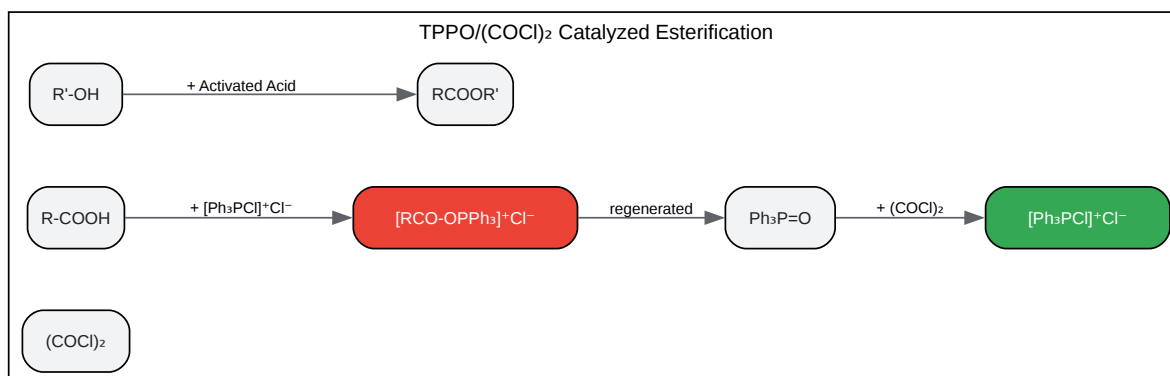 TPPO/(COCl)₂ Catalyzed Esterification
R'-OH
+ Activated Acid
RCOOR'
R-COOH
+ [Ph₃PCl]⁺Cl⁻
[RCO-OPPh₃]⁺Cl⁻
regenerated
Ph₃P=O
+ (COCl)₂
[Ph₃PCl]⁺Cl⁻
(COCl)₂